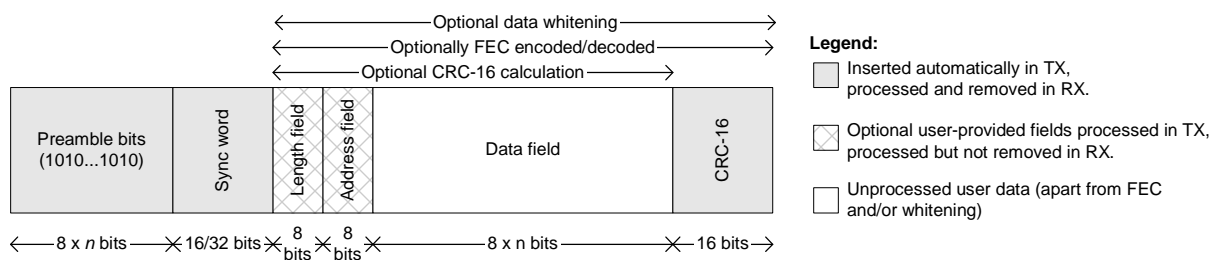 Optional data whitening
Optionally FEC encoded/decoded
Optional CRC-16 calculation
Preamble bits
(1010...1010)
Sync word
Length field
Address field
Data field
CRC-16
8 x n bits
16/32 bits
8
bits
8
bits
8 x n bits
16 bits
Legend:
Inserted automatically in TX,
processed and removed in RX.
Optional user-provided fields processed in TX,
processed but not removed in RX.
Unprocessed user data (apart from FEC
and/or whitening)